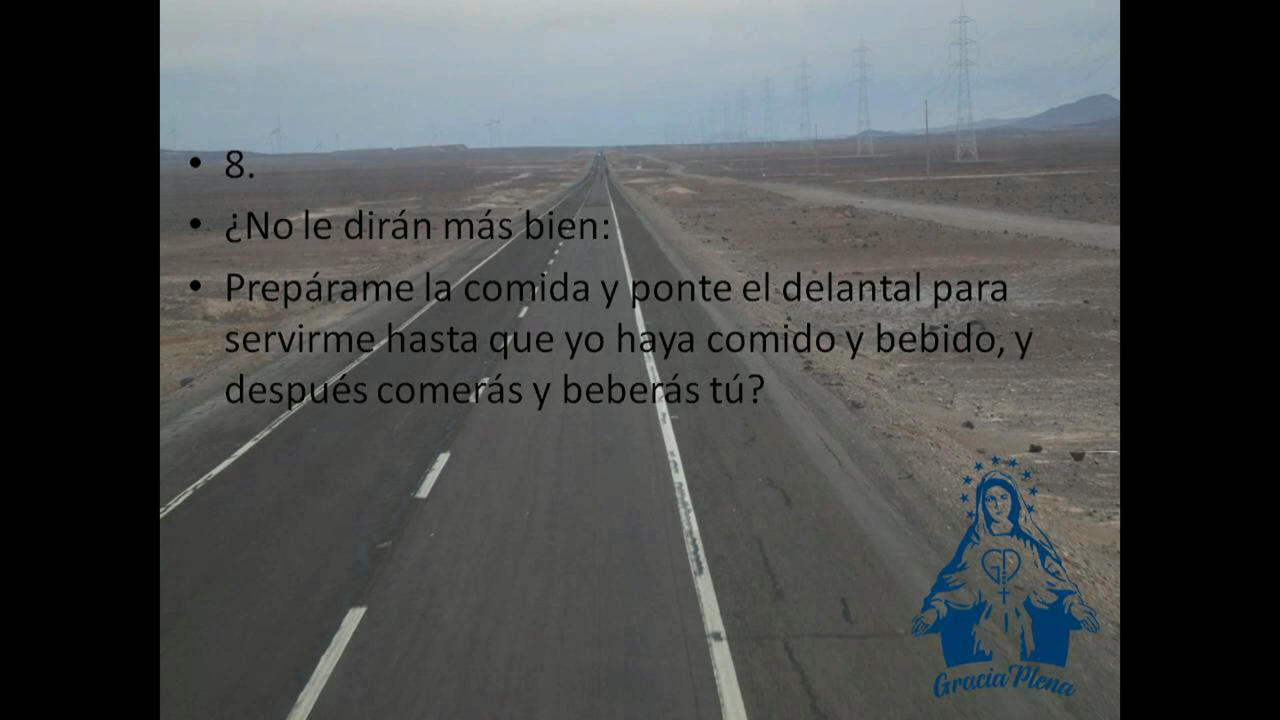 8.
¿No le dirán más bien:
Prepárame la comida y ponte el delantal para
servirme hasta que yo haya comido y bebido, y
después comerás y beberás tú?
GP
Gracia Plena